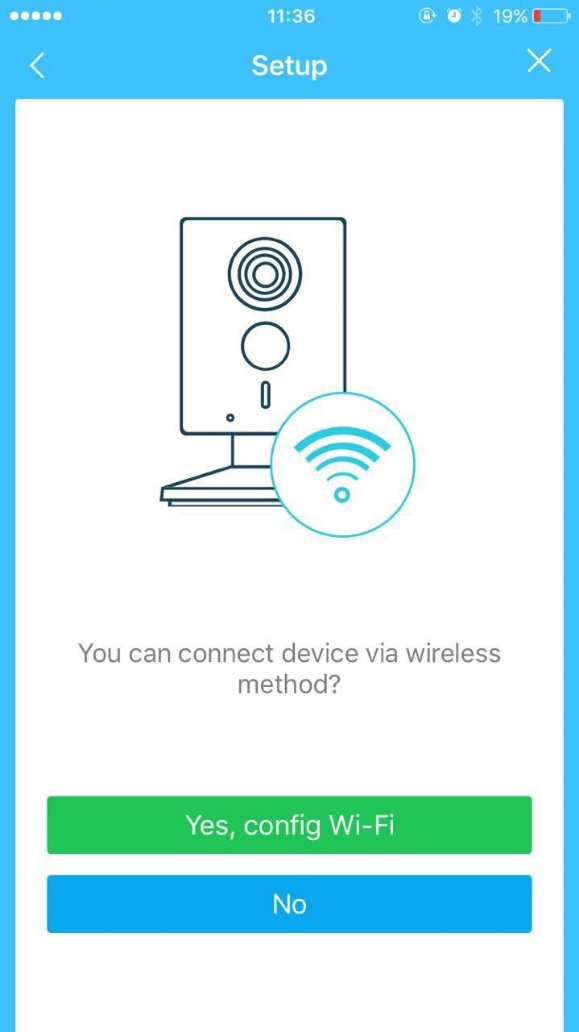 11:36
19%
Setup
You can connect device via wireless
method?
Yes, config Wi-Fi
No